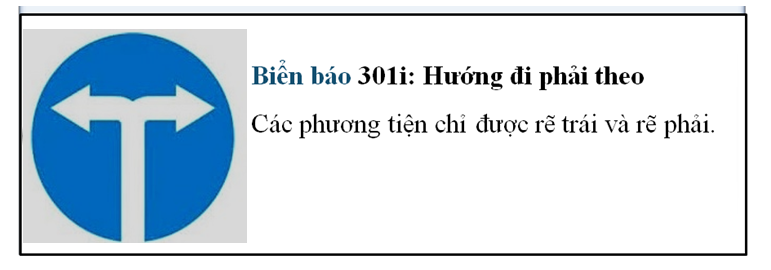 Biển báo 301i: Hướng đi phải theo
Các phương tiện chỉ được rẽ trái và rẽ phải.